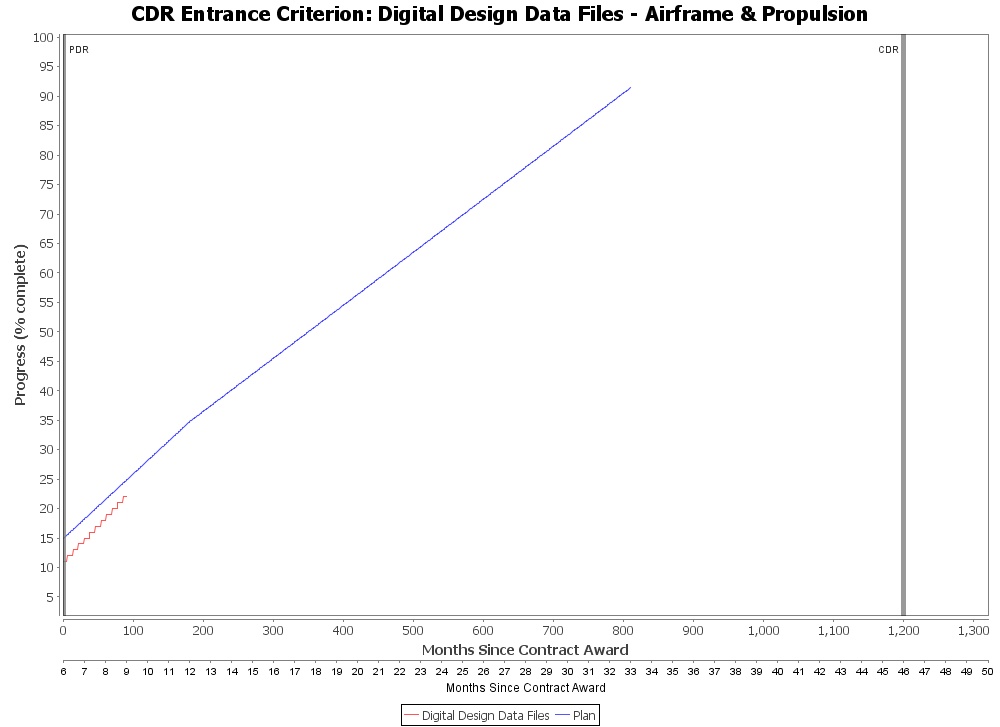 CDR Entrance Criterion: Digital Design Data Files - Airframe & Propulsion
100
95
90
85
80
75
70
65
60
55
50
45
40
35
30
25
20
15
10
5
Progress (% complete)
PDR
CDR
0 100 200 300 400 500 600 700 800 900 1,000 1,100 1,200 1,300
Months Since Contract Award
6 7 8 9 10 11 12 13 14 15 16 17 18 19 20 21 22 23 24 25 26 27 28 29 30 31 32 33 34 35 36 37 38 39 40 41 42 43 44 45 46 47 48 49 50
Months Since Contract Award
Digital Design Data Files Plan